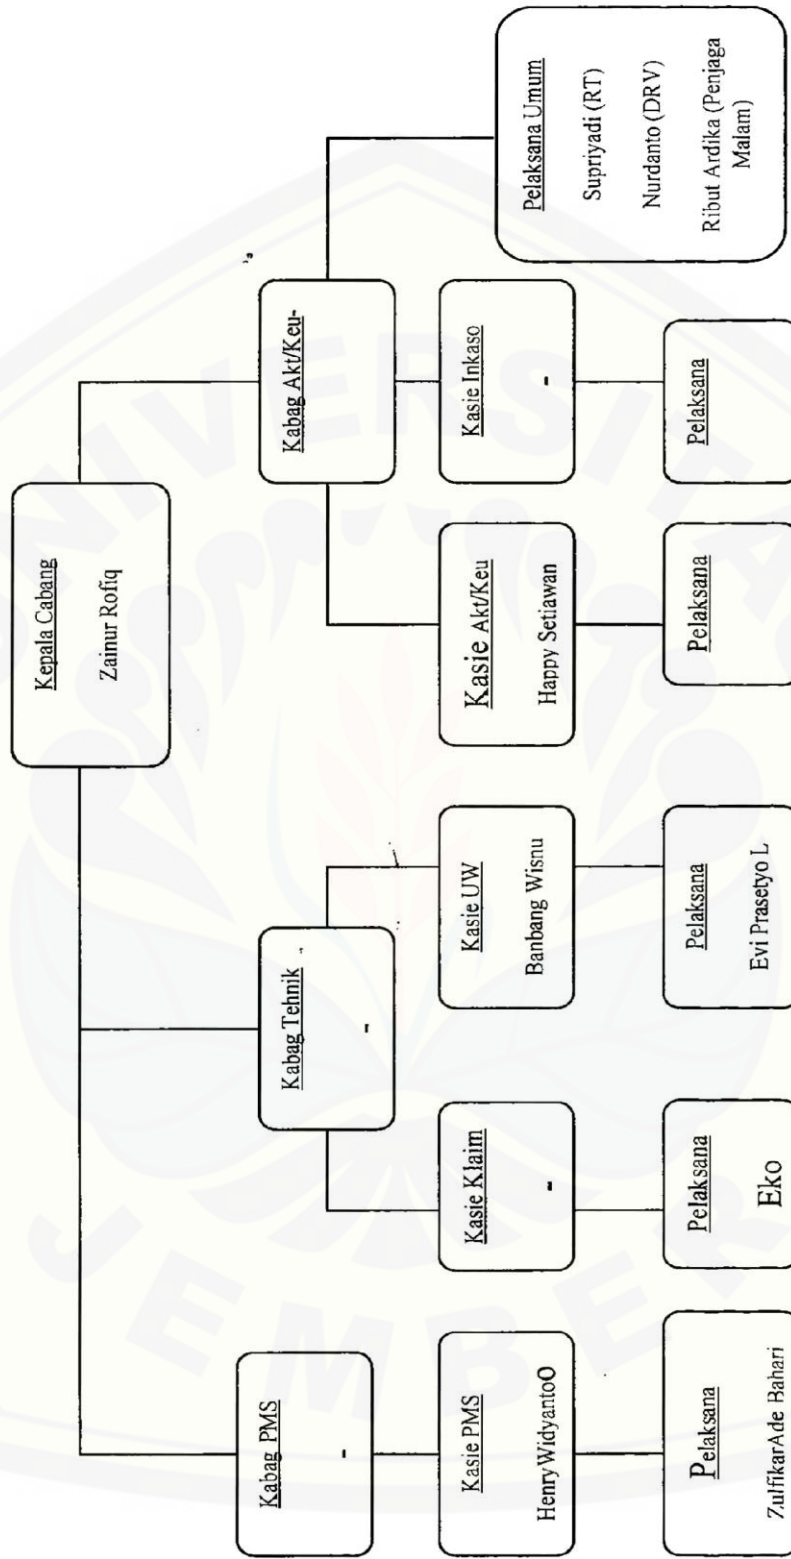 Kepala Cabang
Zainur Rofiq
Kabag PMS
-
Kabag Tehnik
-
Kabag Akt/Keu-
Kasie PMS
HenryWidyantoO
Kasie Klaim
-
Kasie UW
Banbang Wisnu
Kasie Akt/Keu
Happy Setiawan
Kasie Inkaso
-
Pelaksana Umum
Supriyadi (RT)
Nurdanto (DRV)
Ribut Ardika (Penjaga
Malam)
Pelaksana
ZulfikarAde Bahari
Pelaksana
Eko
Pelaksana
Evi Prasetyo L
Pelaksana
Pelaksana
UNIVERSITAS
JEMBER